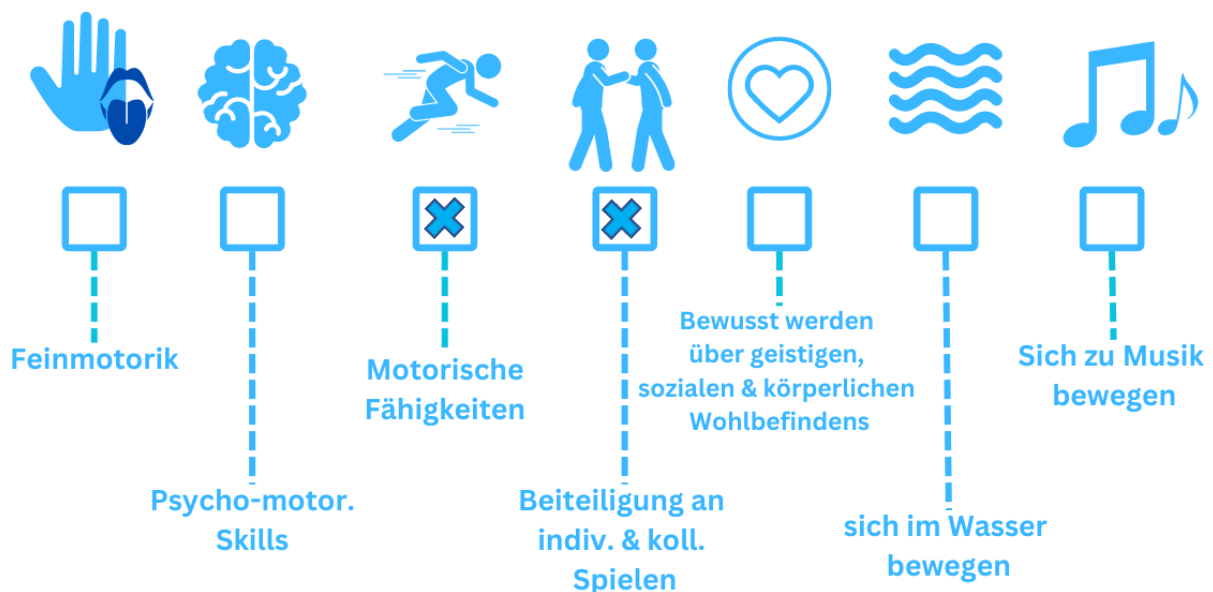 Feinmotorik
Psycho-motor.
Skills
Motorische
Fähigkeiten
Beiteiligung an
indiv. & koll.
Spielen
Bewusst werden
über geistigen,
sozialen & körperlichen
Wohlbefindens
sich im Wasser
bewegen
Sich zu Musik
bewegen